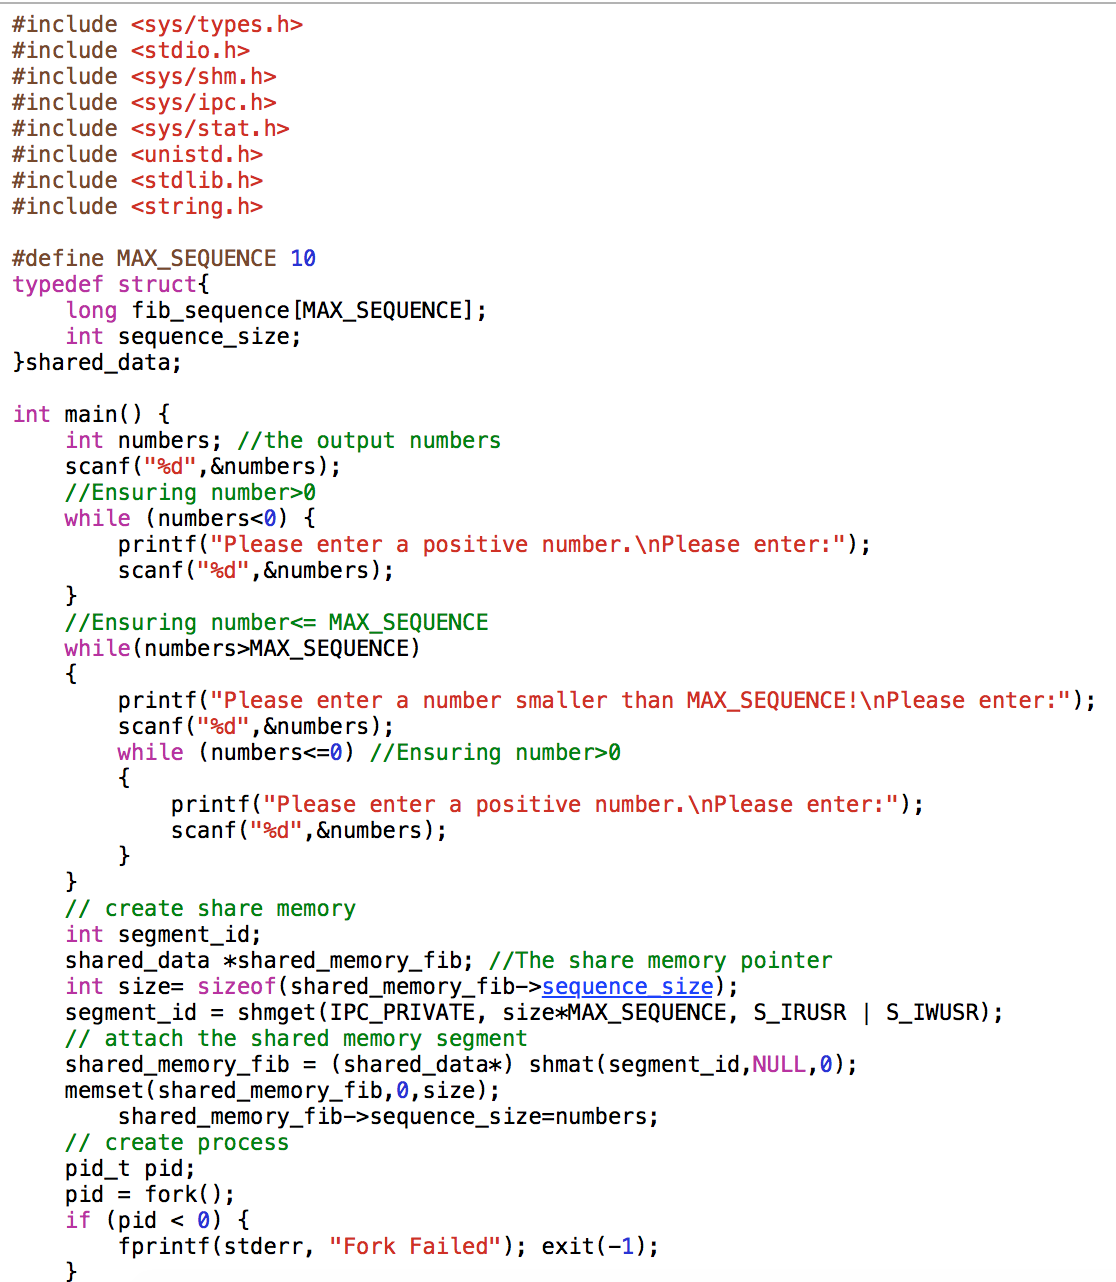 #include <sys/types.h>
#include <stdio.h>
#include <sys/shm.h>
#include <sys/ipc.h>
#include <sys/stat.h>
#include <unistd.h>
#include <stdlib.h>
#include <string.h>

#define MAX_SEQUENCE 10
typedef struct{
    long fib_sequence[MAX_SEQUENCE];
    int sequence_size;
}shared_data;

int main() {
    int numbers; //the output numbers
    scanf("%d",&numbers);
    //Ensuring number>0
    while (numbers<0) {
        printf("Please enter a positive number.\nPlease enter:");
        scanf("%d",&numbers);
    }
    //Ensuring number<= MAX_SEQUENCE
    while(numbers>MAX_SEQUENCE)
    {
        printf("Please enter a number smaller than MAX_SEQUENCE!\nPlease enter:");
        scanf("%d",&numbers);
        while (numbers<=0) //Ensuring number>0
        {
            printf("Please enter a positive number.\nPlease enter:");
            scanf("%d",&numbers);
        }
    }
    // create share memory
    int segment_id;
    shared_data *shared_memory_fib; //The share memory pointer
    int size= sizeof(shared_memory_fib->sequence_size);
    segment_id = shmget(IPC_PRIVATE, size*MAX_SEQUENCE, S_IRUSR | S_IWUSR);
    // attach the shared memory segment
    shared_memory_fib = (shared_data*) shmat(segment_id,NULL,0);
    memset(shared_memory_fib,0,size);
        shared_memory_fib->sequence_size=numbers;
    // create process
    pid_t pid;
    pid = fork();
    if (pid < 0) {
        fprintf(stderr, "Fork Failed"); exit(-1);
    }